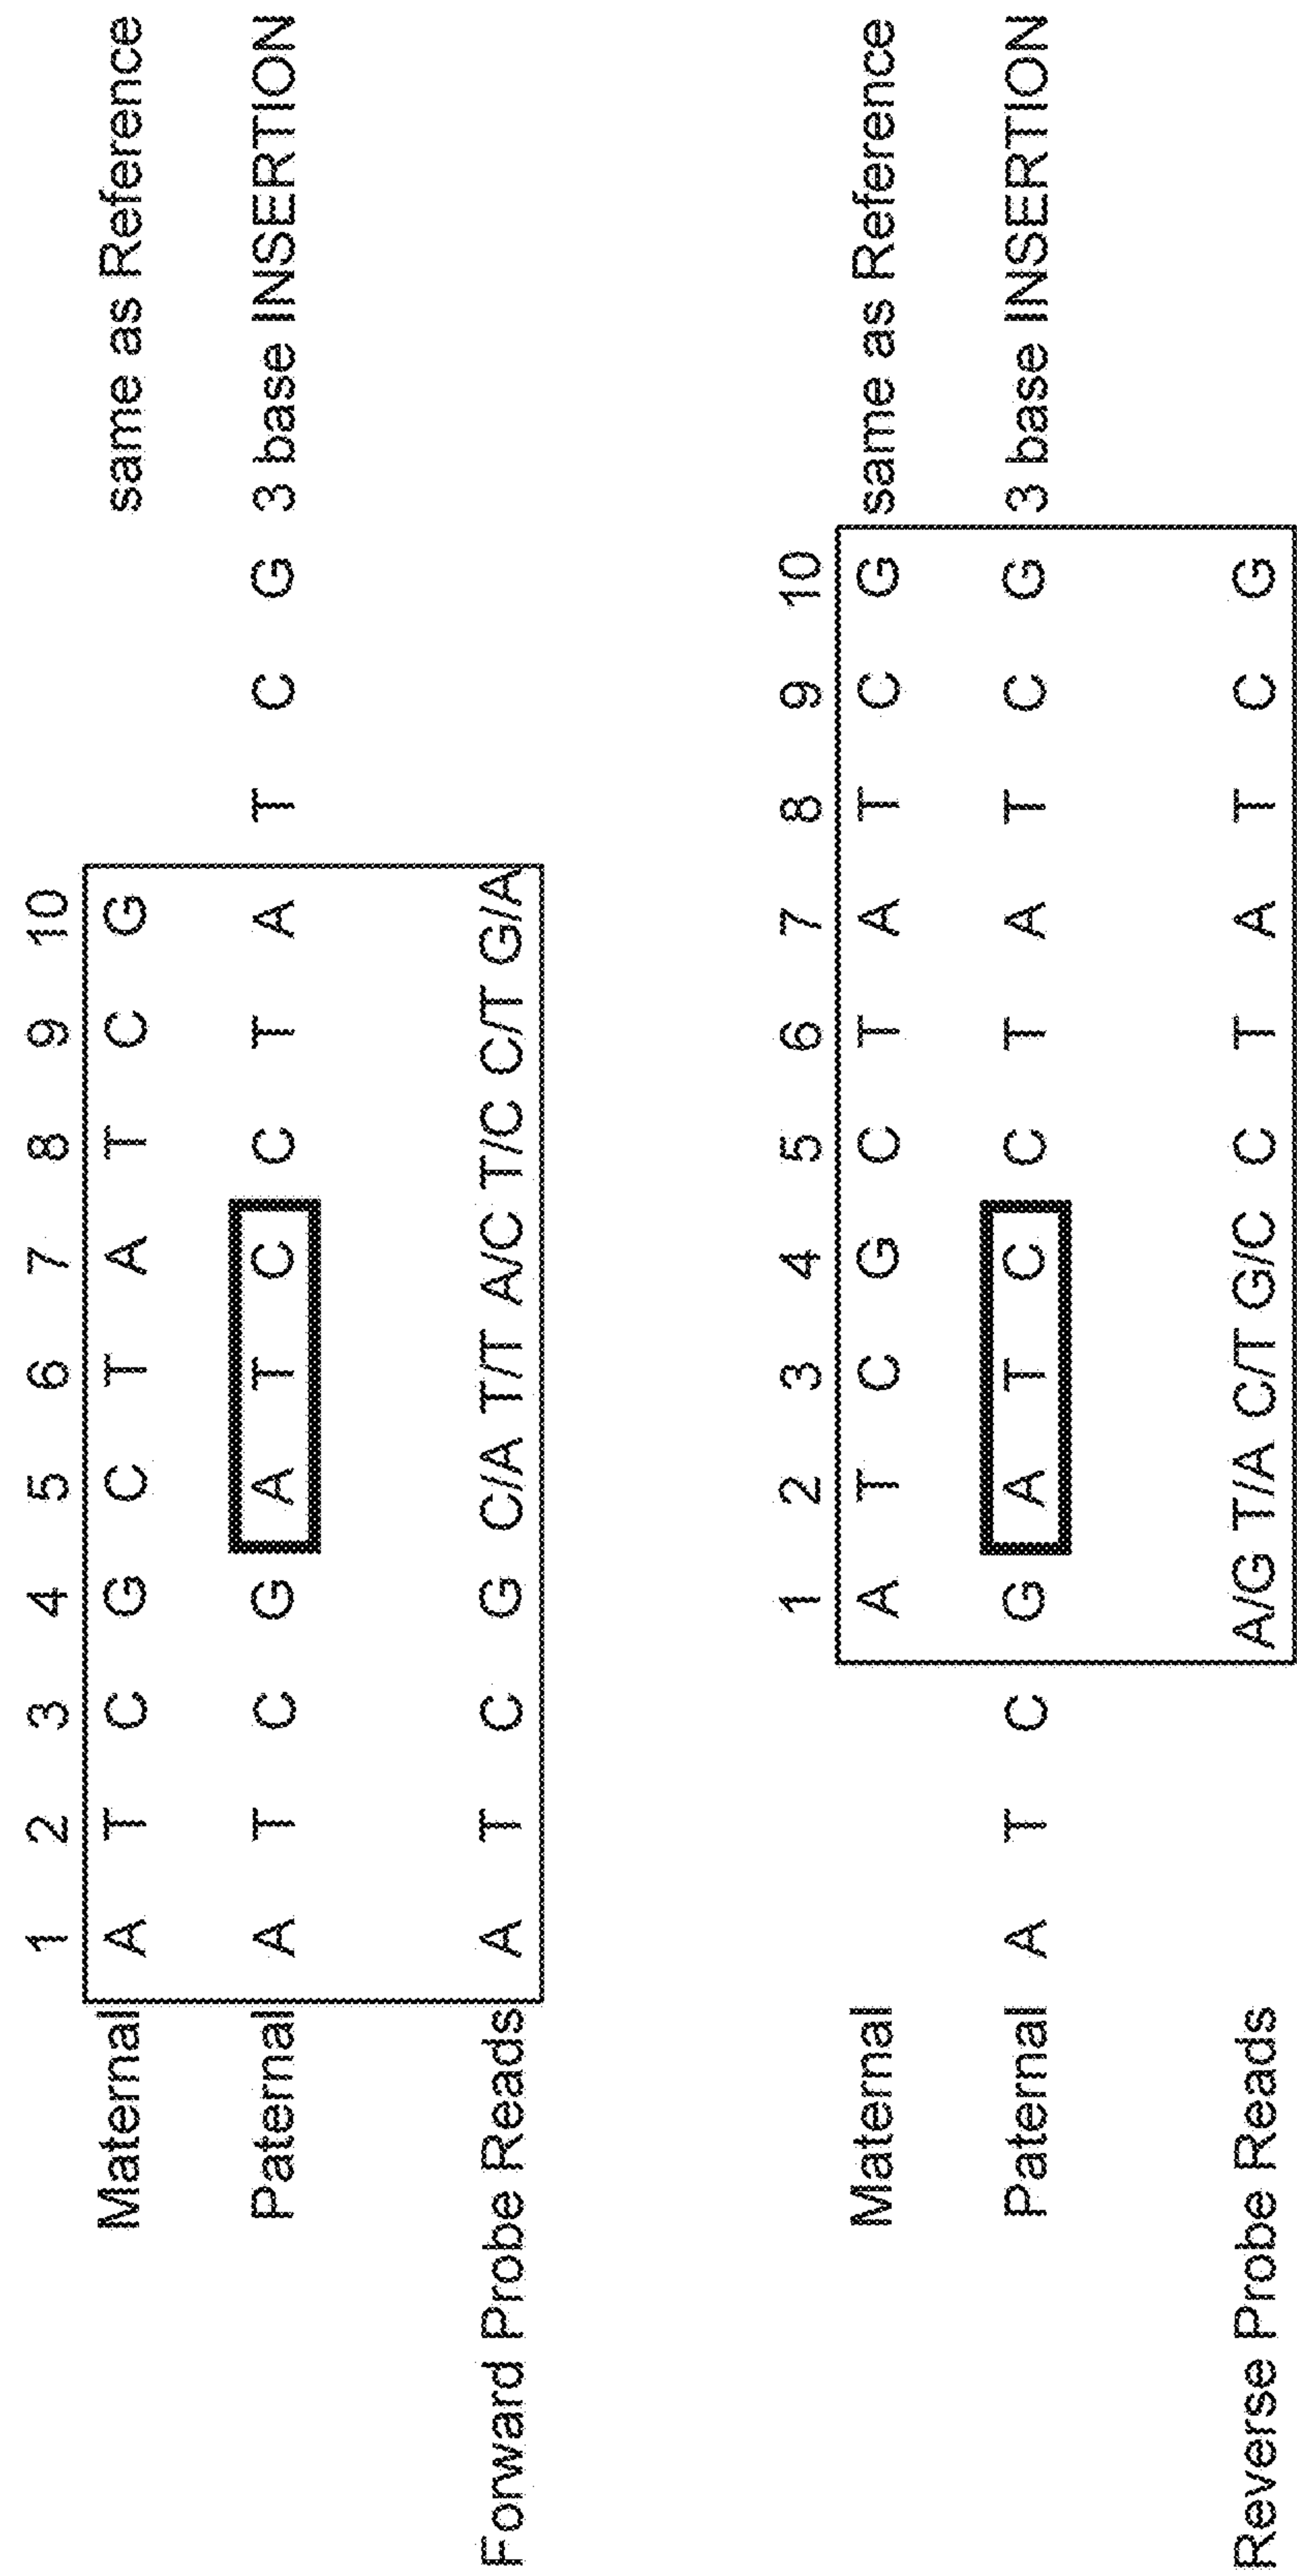 1 2 3 4 5 6 7 8 9 10
Maternal A T C G C T A T C G same as Reference
Paternal A T C G A T C C T A T C G 3 base INSERTION
Forward Probe Reads A T C G C/A T/T A/C T/C C/T G/A
1 2 3 4 5 6 7 8 9 10
Maternal A T C G C T A T C G same as Reference
Paternal A T C G A T C C T A T C G 3 base INSERTION
Reverse Probe Reads A/G T/A C/T G/C C T A T C G